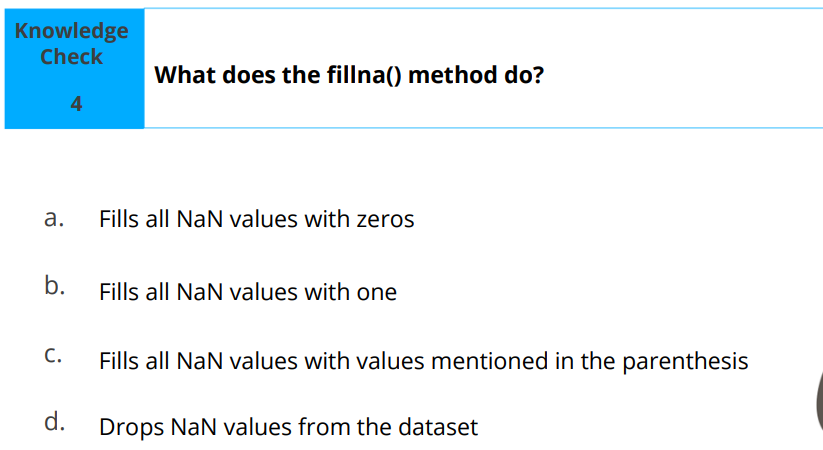 Knowledge
Check
4
What does the fillna() method do?
a. Fills all NaN values with zeros
b. Fills all NaN values with one
c. Fills all NaN values with values mentioned in the parenthesis
d. Drops NaN values from the dataset